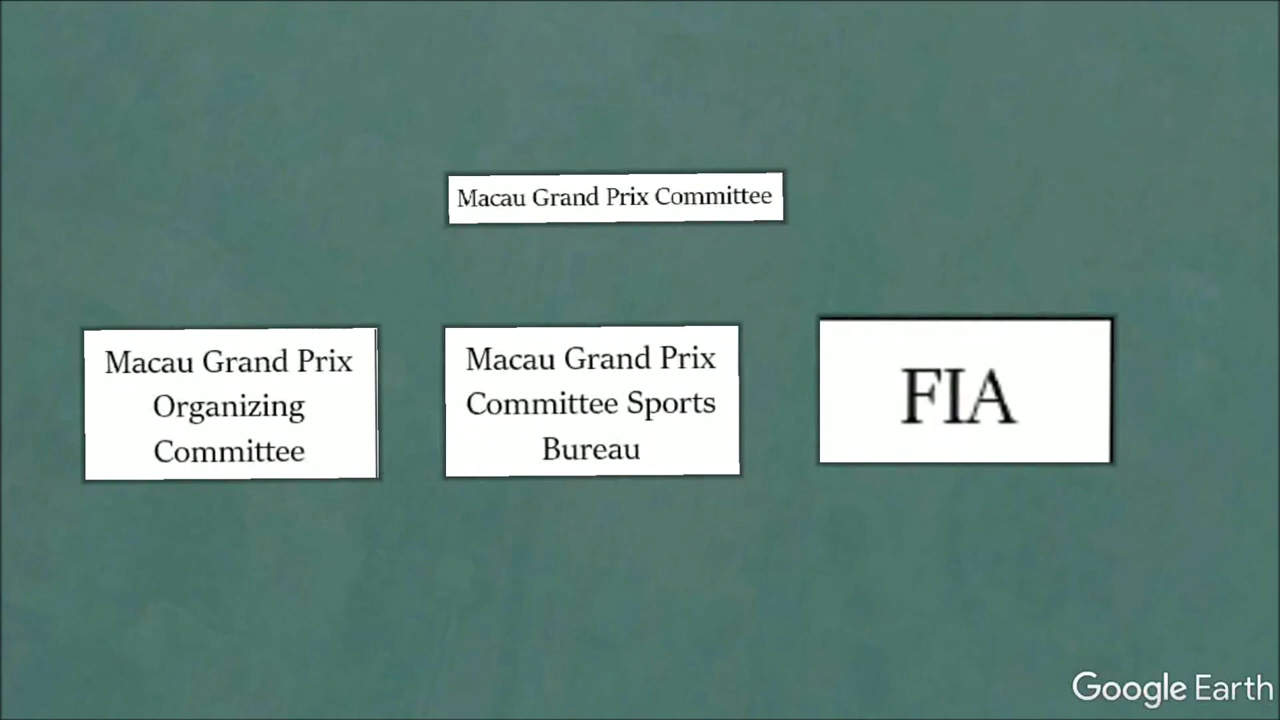 Macau Grand Prix Committee
Macau Grand Prix
Organizing
Committee
Macau Grand Prix
Committee Sports
Bureau
FIA
Google Earth